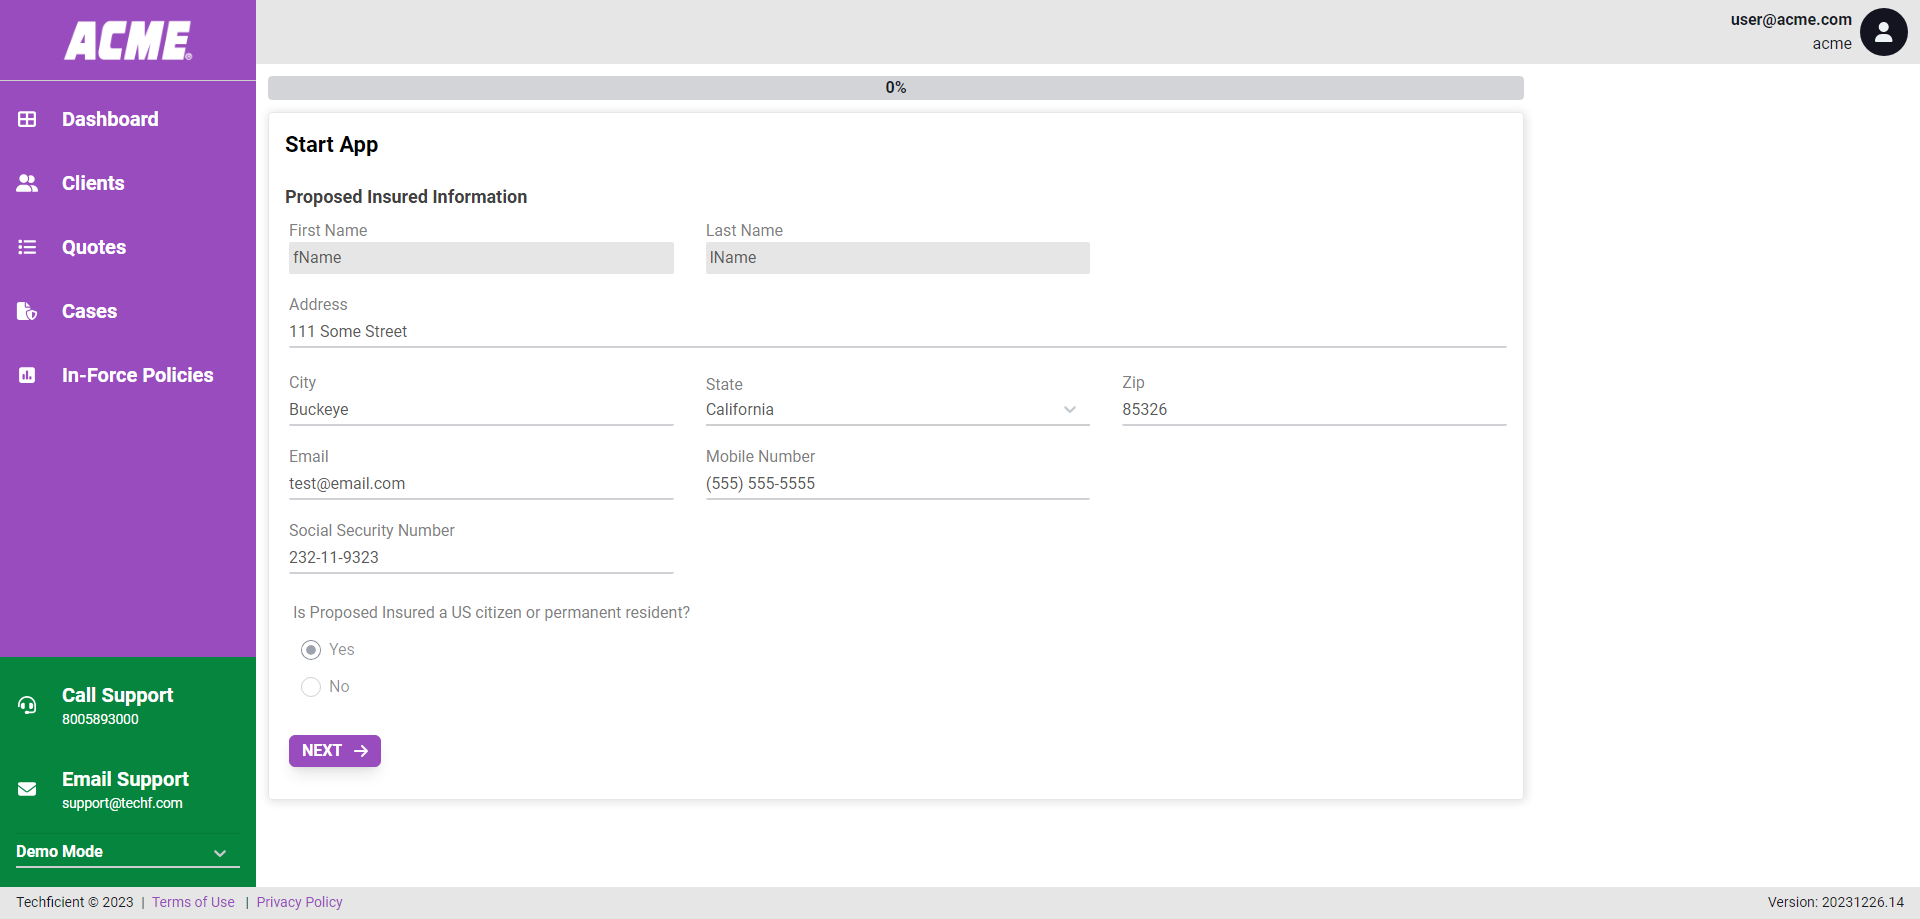 ACME®
user@acme.com
acme
Dashboard
Clients
Quotes
Cases
In-Force Policies
0%
Start App
Proposed Insured Information
First Name
Last Name
fName
lName
Address
111 Some Street
City
State
Zip
Buckeye
California
85326
Email
Mobile Number
test@email.com
(555) 555-5555
Social Security Number
232-11-9323
Is Proposed Insured a US citizen or permanent resident?
Yes
No
NEXT
Call Support
8005893000
Email Support
support@techf.com
Demo Mode
Techficient © 2023 | Terms of Use | Privacy Policy
Version: 20231226.14